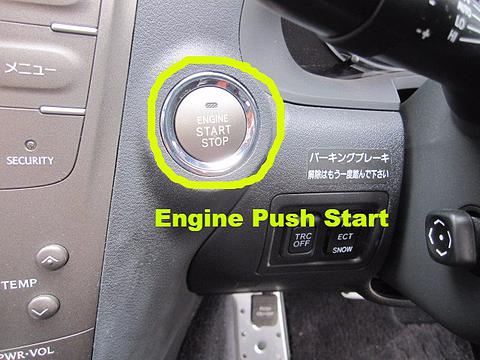 メニュー
SECURITY
TEMP
PWR·VOL
ENGINE
START
STOP
パーキングブレーキ
解除はもう一度踏んで下さい
Engine Push Start
TRC
OFF
ECT
SNOW